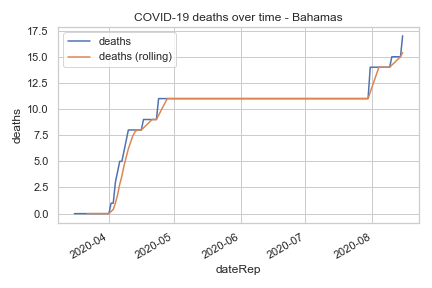 COVID-19 deaths over time - Bahamas
deaths
deaths (rolling)
17.5
15.0
12.5
10.0
7.5
5.0
2.5
0.0
deaths
2020-04
2020-05
2020-06
2020-07
2020-08
dateRep